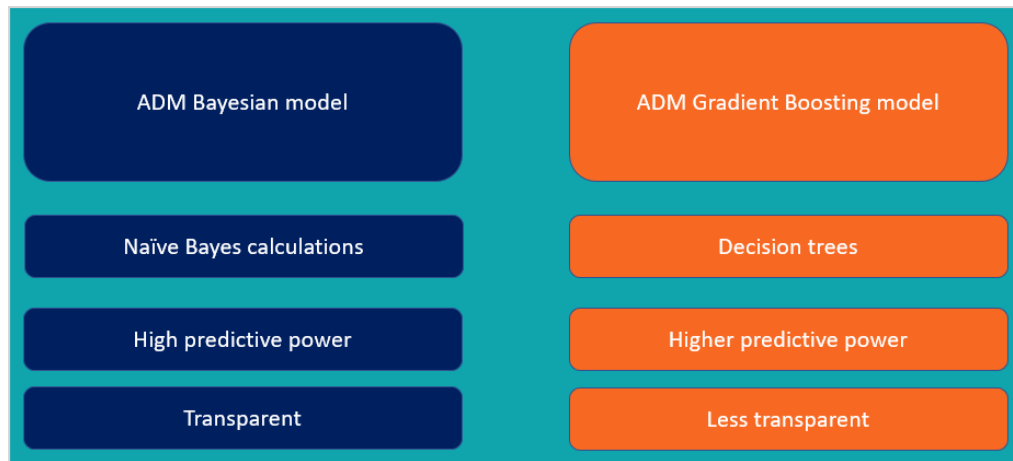 ADM Bayesian model
ADM Gradient Boosting model
Naïve Bayes calculations
Decision trees
High predictive power
Higher predictive power
Transparent
Less transparent